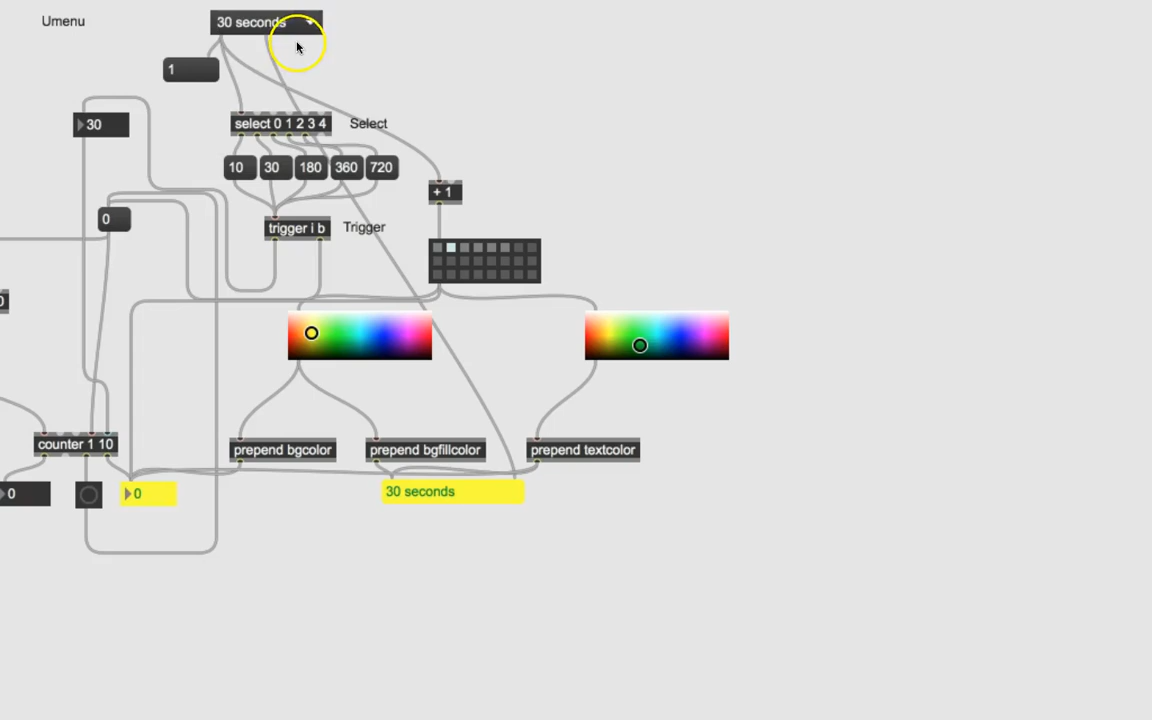 Umenu
30 seconds
1
30
select 0 1 2 3 4
Select
10
30
180
360
720
+ 1
0
trigger i b
Trigger
0
counter 1 10
prepend bgcolor
prepend bgfillcolor
prepend textcolor
0
0
30 seconds